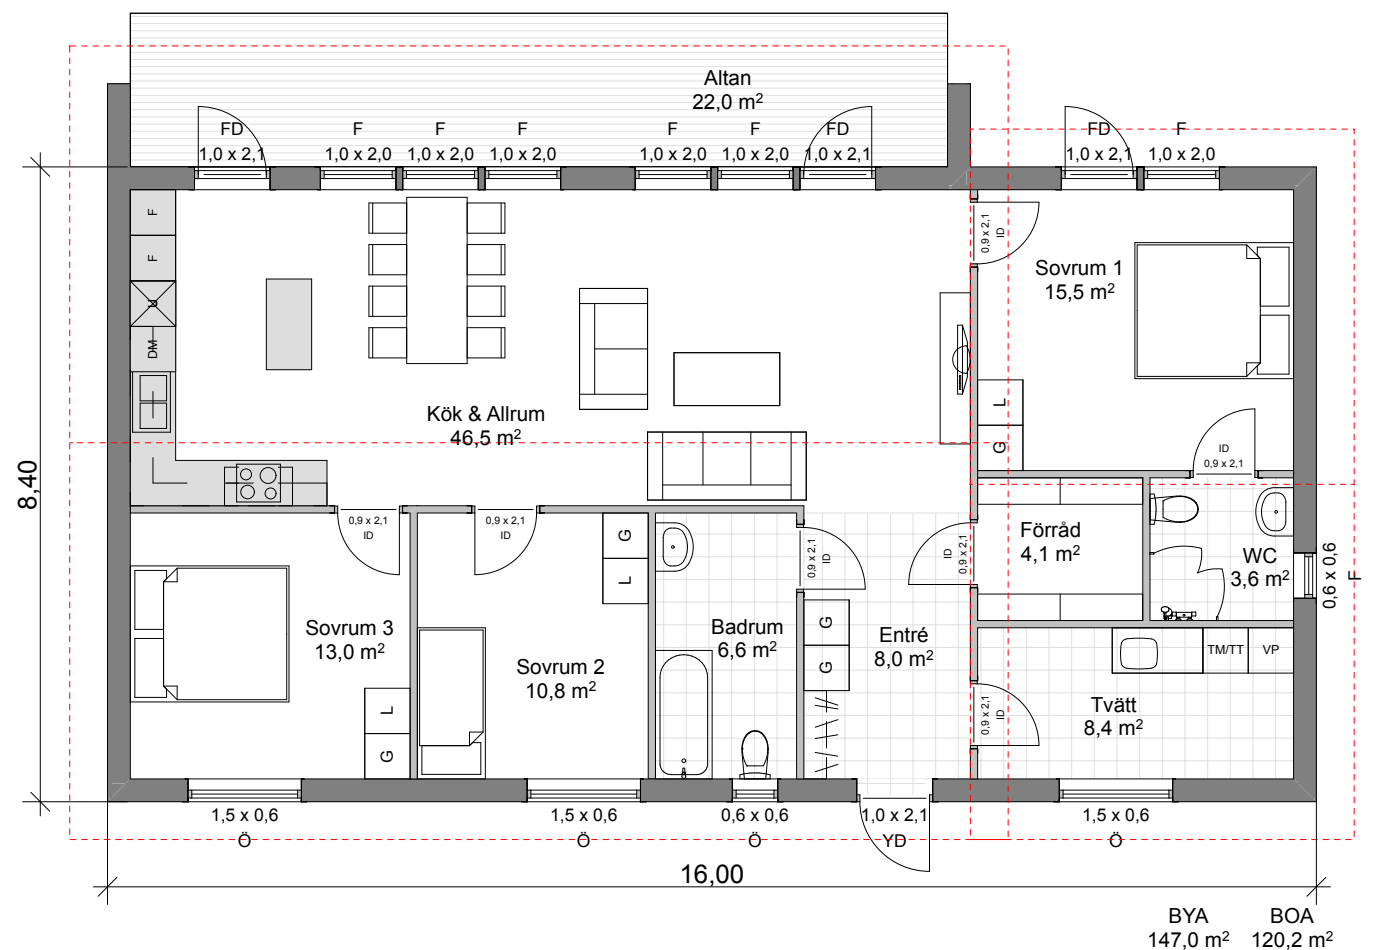 Altan
22,0 m²
FD
1,0 x 2,1
F
1,0 x 2,0
F
1,0 x 2,0
F
1,0 x 2,0
F
1,0 x 2,0
F
1,0 x 2,0
FD
1,0 x 2,1
FD
1,0 x 2,1
F
1,0 x 2,0
F
F
U
DM
0,9 x 2,1
ID
Sovrum 1
15,5 m²
L
G
ID
0,9 x 2,1
Kök & Allrum
46,5 m²
8,40
0,9 x 2,1
ID
0,9 x 2,1
ID
G
L
0,9 x 2,1
ID
ID
0,9 x 2,1
Förråd
4,1 m²
WC
3,6 m²
0,6 x 0,6
F
Sovrum 3
13,0 m²
L
G
Sovrum 2
10,8 m²
Badrum
6,6 m²
G
G
Entré
8,0 m²
TM/TT
VP
0,9 x 2,1
ID
Tvätt
8,4 m²
1,5 x 0,6
Ö
1,5 x 0,6
Ö
0,6 x 0,6
Ö
1,0 x 2,1
YD
1,5 x 0,6
Ö
16,00
BYA
147,0 m²
BOA
120,2 m²